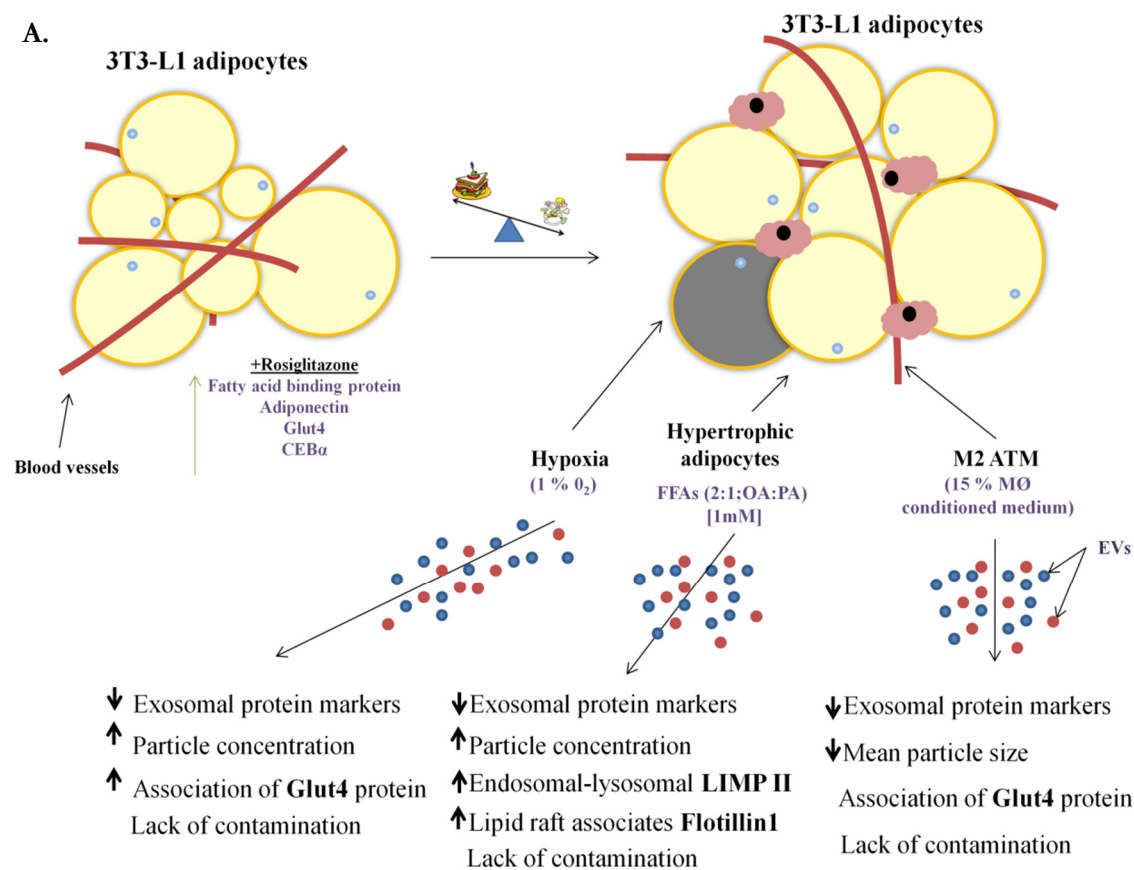 A.
3T3-L1 adipocytes
3T3-L1 adipocytes
+Rosiglitazone
Fatty acid binding protein
Adiponectin
Glut4
CEBα
Blood vessels
Hypoxia
(1 % 0₂)
Hypertrophic
adipocytes
FFAs (2:1;OA:PA)
[1mM]
M2 ATM
(15 % MØ
conditioned medium)
EVs
↓ Exosomal protein markers
↑ Particle concentration
↑ Association of Glut4 protein
Lack of contamination
↓ Exosomal protein markers
↑ Particle concentration
↑ Endosomal-lysosomal LIMP II
↑ Lipid raft associates Flotillin1
Lack of contamination
↓ Exosomal protein markers
↓ Mean particle size
Association of Glut4 protein
Lack of contamination